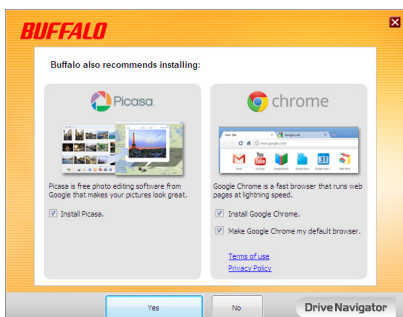 BUFFALO
Buffalo also recommends installing:
Picasa
Picasa is free photo editing software from
Google that makes your pictures look great.
Install Picasa.
chrome
Google Chrome is a fast browser that runs web
pages at lightning speed.
Install Google Chrome.
Make Google Chrome my default browser.
Terms of use
Privacy Policy
Yes
No
DriveNavigator